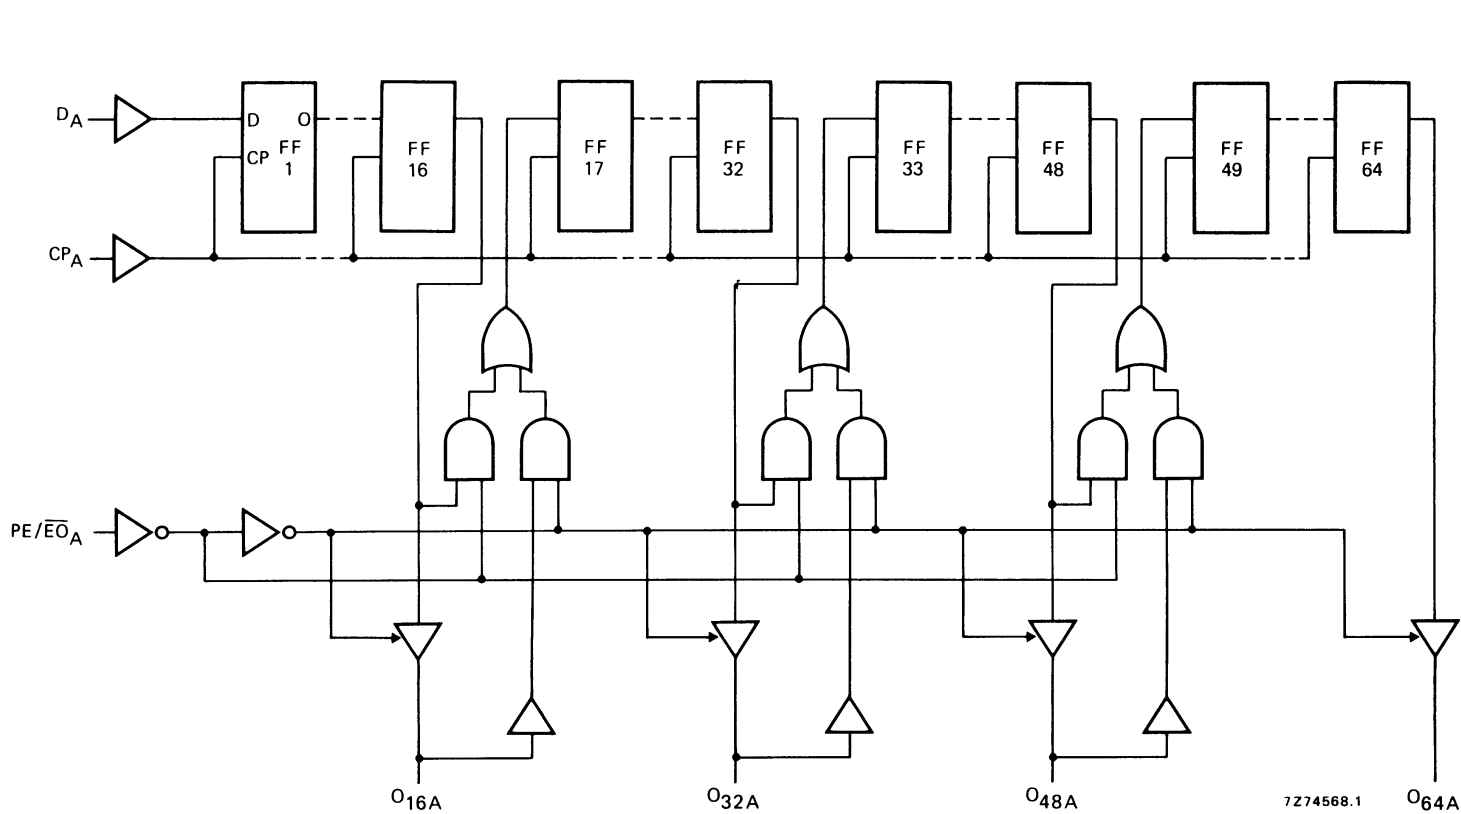 D_A
D O
FF
1
CP
FF
16
FF
17
FF
32
FF
33
FF
48
FF
49
FF
64
CP_A
PE/E̅O̅_A
O_16A
O_32A
O_48A
7Z74568.1
O_64A